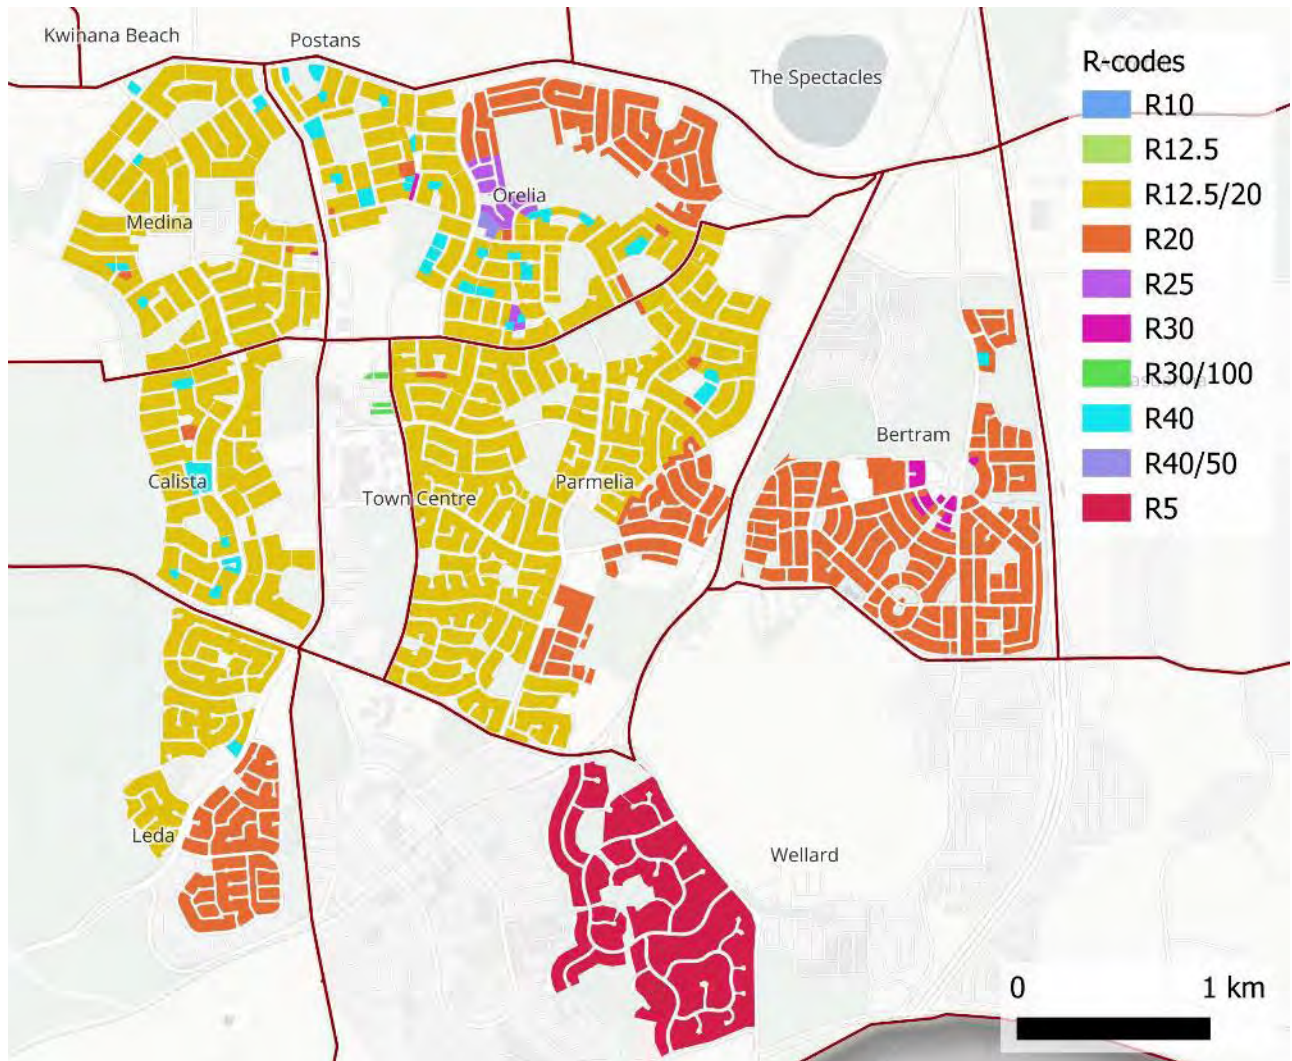 Kwinana Beach
Postans
The Spectacles
Orelia
Medina
Bertram
Calista
Town Centre
Parmelia
Leda
Wellard
R-codes
R10
R12.5
R12.5/20
R20
R25
R30
R30/100
R40
R40/50
R5
0 1 km